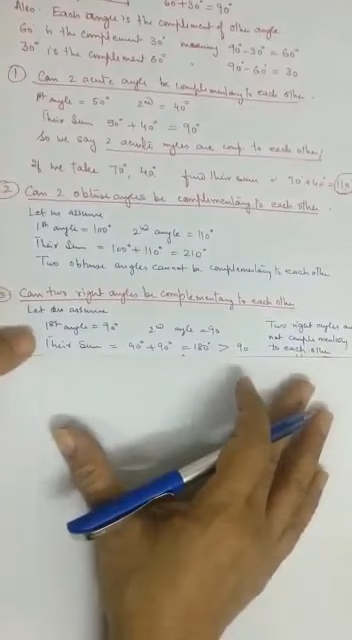 60+30 = 90°
Also. Each angle is the complement of other angle
60 is the complement 30° meaning 90°-30° = 60°
30° is the complement 60° " 90°-60° = 30
① Can 2 acute angle be complementary to each other.
1st angle = 50° 2nd = 40°
Their Sum 50° + 40° = 90°
So we say 2 acute angles are comp. to each other/
If we take 70°, 40° find their sum = 70+40 = 110°
② Can 2 obtuse angles be complementary to each other.
Let us assume
1st angle = 100° 2nd angle = 110°
Their Sum = 100°+110° = 210°
Two obtuse angles cannot be complementary to each other
Can two right angles be complementary to each other
Let us assume
1st angle = 90° 2nd angle = 90
Their Sum = 90°+90° = 180° > 90
Two right angles are
not complementary
to each other